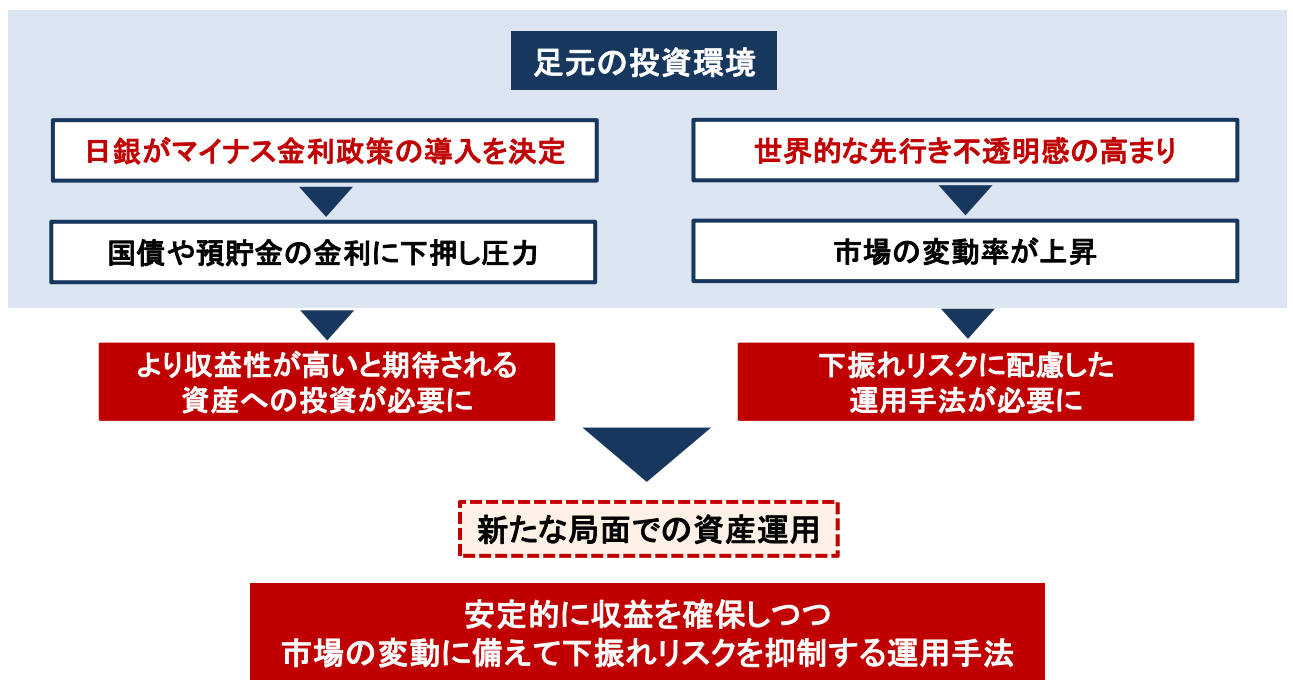 足元の投資環境
日銀がマイナス金利政策の導入を決定
世界的な先行き不透明感の高まり
国債や預貯金の金利に下押し圧力
市場の変動率が上昇
より収益性が高いと期待される
資産への投資が必要に
下振れリスクに配慮した
運用手法が必要に
新たな局面での資産運用
安定的に収益を確保しつつ
市場の変動に備えて下振れリスクを抑制する運用手法